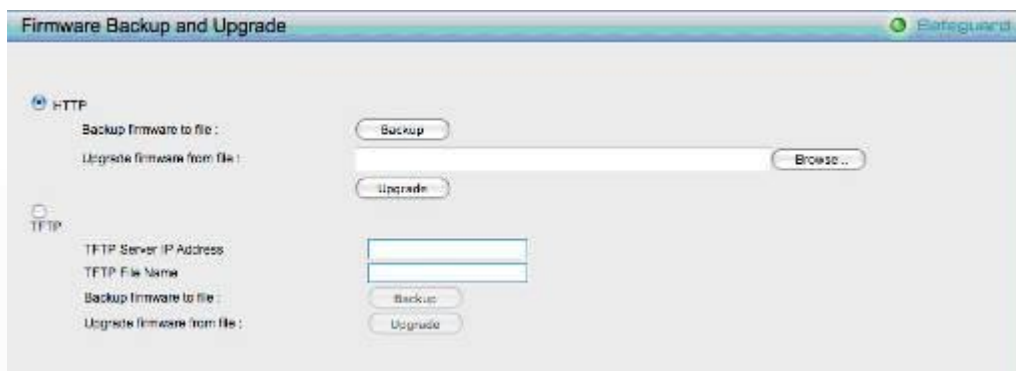 Firmware Backup and Upgrade
Safeguard
HTTP
Backup firmware to file :
Backup
Upgrade firmware from file :
Browse...
Upgrade
TFTP
TFTP Server IP Address
TFTP File Name
Backup firmware to file :
Backup
Upgrade firmware from file :
Upgrade